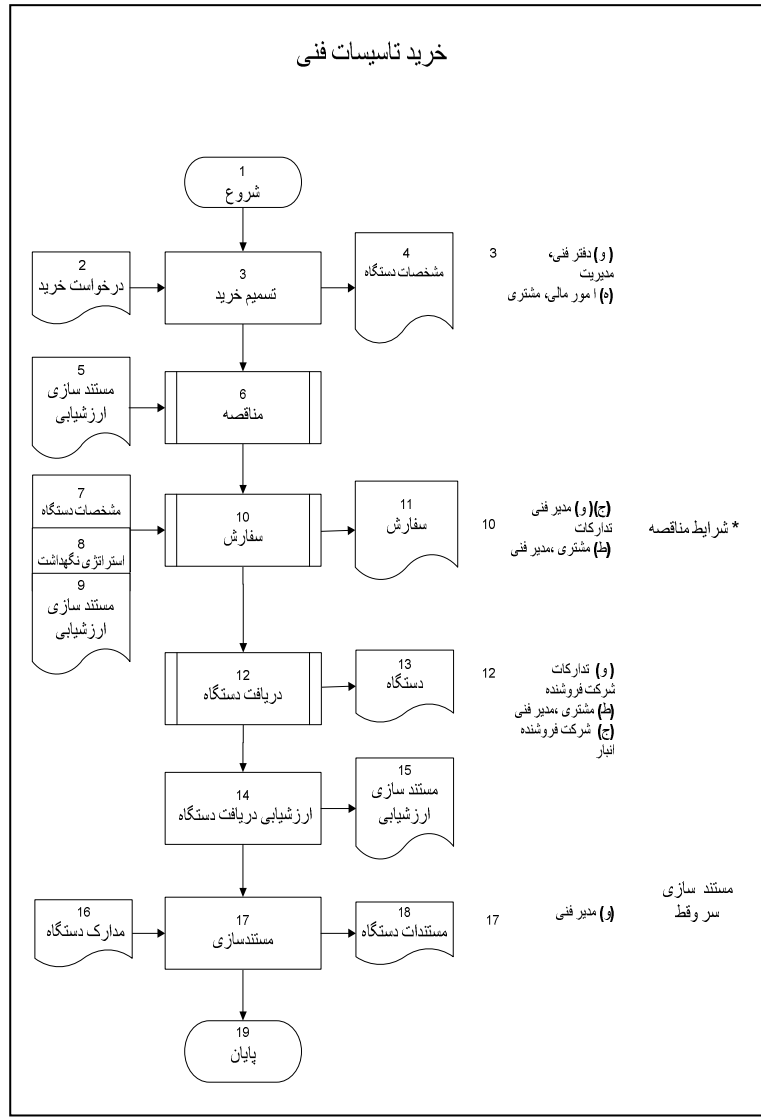 خرید تاسیسات فنی
1
شروع
2
درخواست خرید
3
تسمیم خرید
4
مشخصات دستگاه
3
(و) دفتر فنی،
مدیریت
(ه) ا مور مالی، مشتری
5
مستند سازی
ارزشیابی
6
مناقصه
7
مشخصات دستگاه
8
استراتژی نگهداشت
9
مستند سازی
ارزشیابی
10
سفارش
11
سفارش
10
(ج)( و) مدیر فنی
تدارکات
(ط) مشتری ،مدیر فنی
* شرایط مناقصه
12
دریافت دستگاه
13
دستگاه
12
( و) تدارکات
شرکت فروشنده
(ط) مشتری ،مدیر فنی
(ج) شرکت فروشنده
انبار
14
ارزشیابی دریافت دستگاه
15
مستند سازی
ارزشیابی
16
مدارک دستگاه
17
مستندسازی
18
مستندات دستگاه
17
(و) مدیر فنی
مستند سازی
سر وقط
19
پایان